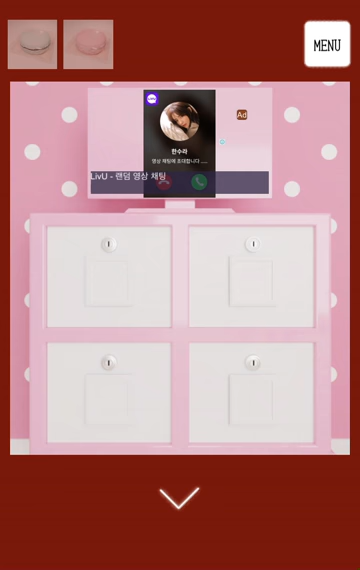 MENU
Ad
한수라
영상 채팅에 초대합니다 .....
LivU - 랜덤 영상 채팅